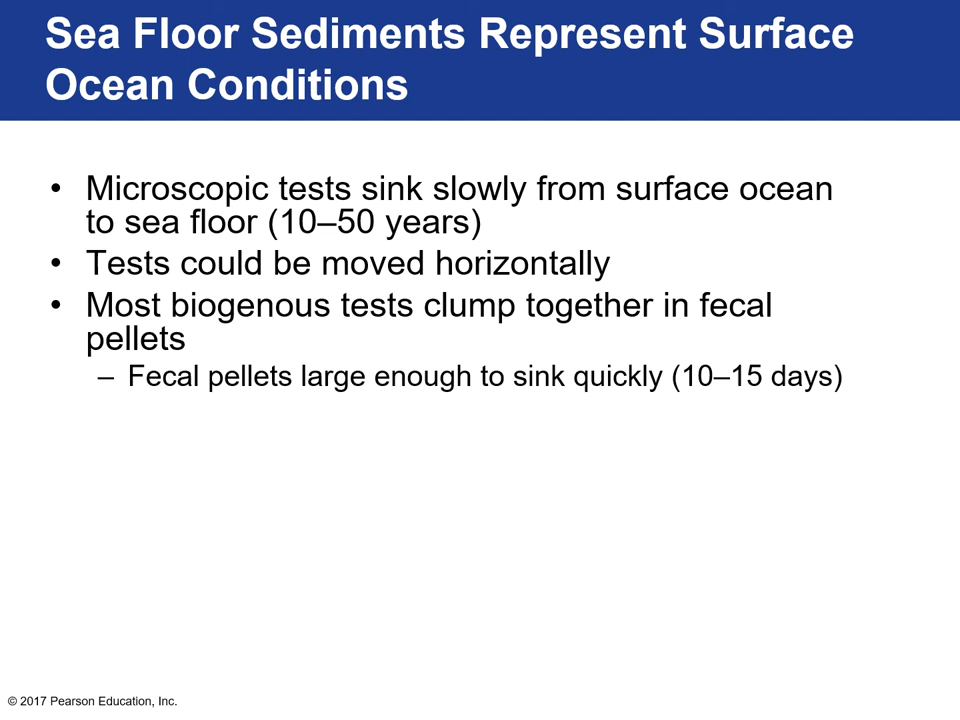 Sea Floor Sediments Represent Surface
Ocean Conditions
• Microscopic tests sink slowly from surface ocean
to sea floor (10–50 years)
• Tests could be moved horizontally
• Most biogenous tests clump together in fecal
pellets
– Fecal pellets large enough to sink quickly (10–15 days)
© 2017 Pearson Education, Inc.